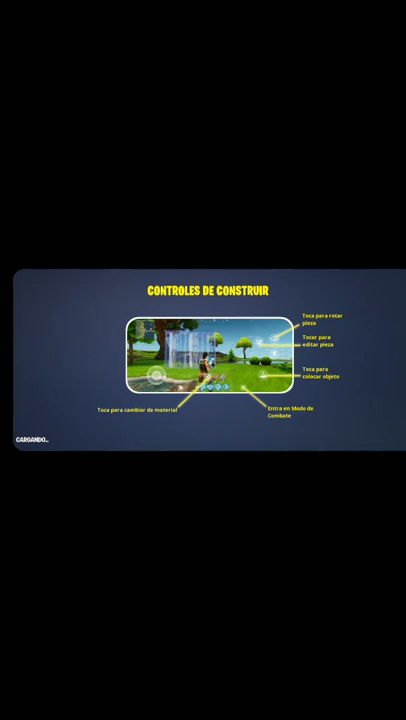 CONTROLES DE CONSTRUIR
Toca para rotar
pieza
Tocar para
editar pieza
Toca para
colocar objeto
Toca para cambiar de material
Entra en Modo de
Combate
CARGANDO...